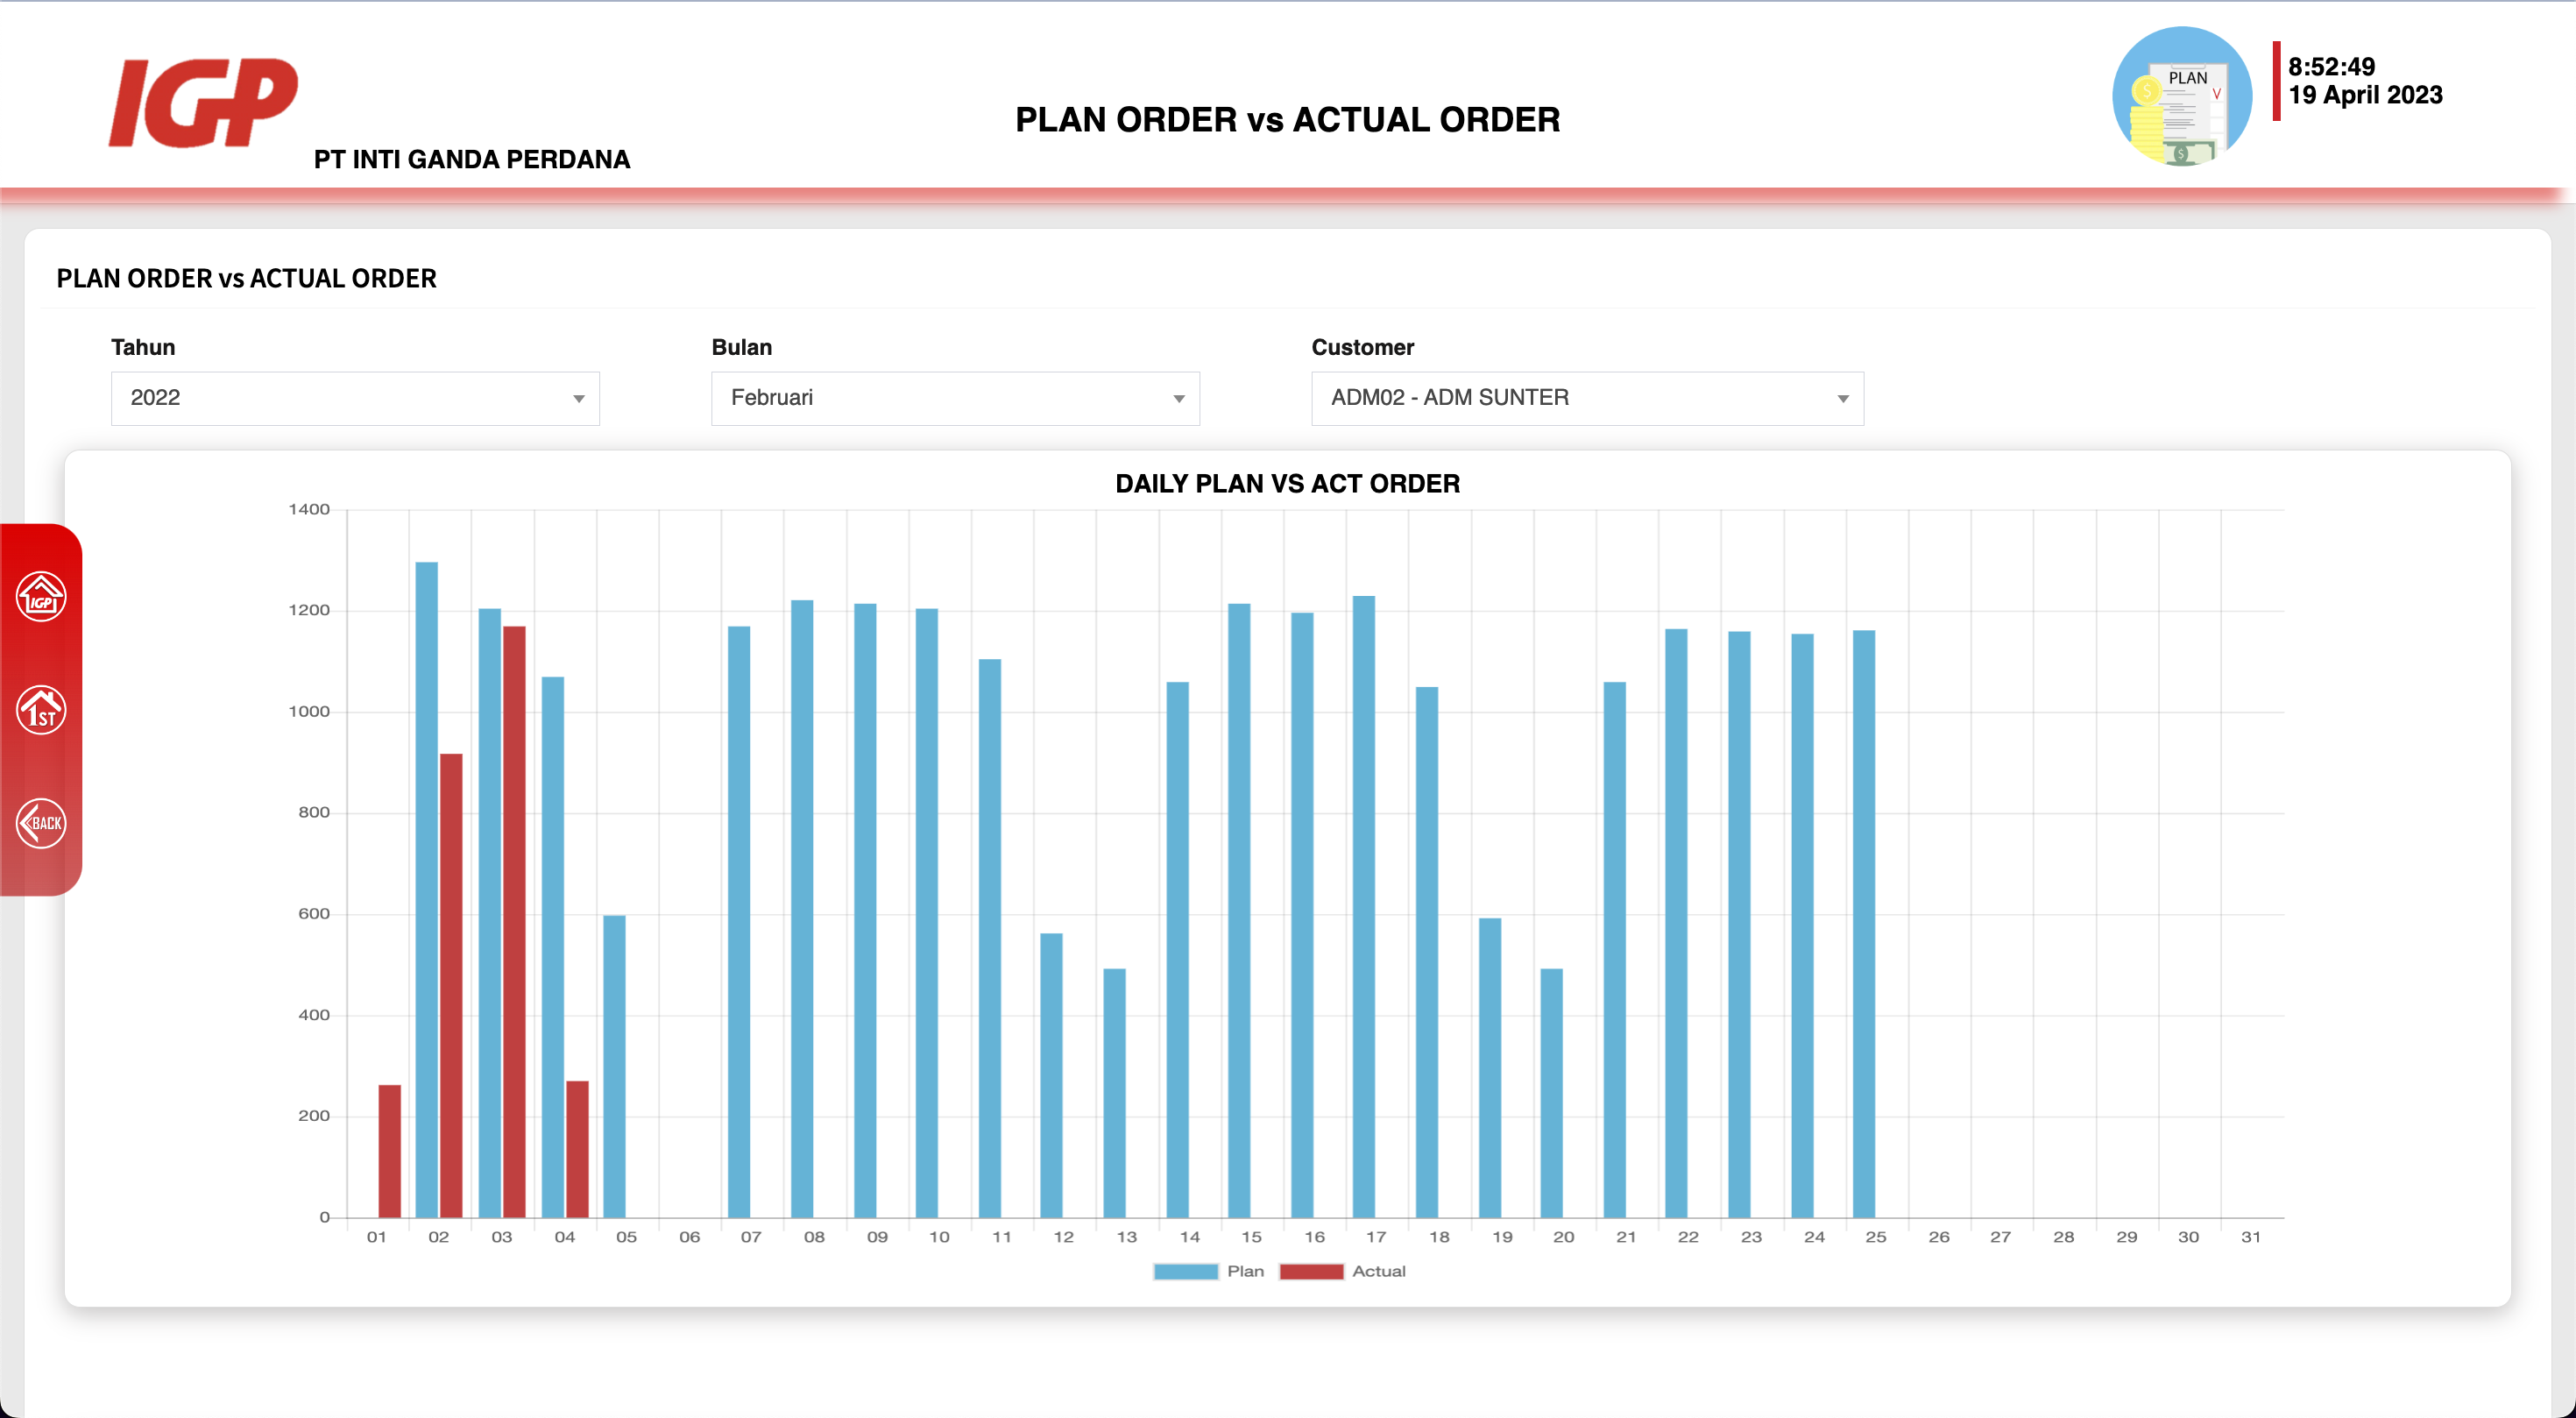 IGP
PT INTI GANDA PERDANA
PLAN ORDER vs ACTUAL ORDER
PLAN
8:52:49
19 April 2023
PLAN ORDER vs ACTUAL ORDER
Tahun
Bulan
Customer
2022
Februari
ADM02 - ADM SUNTER
IGP
1ST
BACK
DAILY PLAN VS ACT ORDER
1400
1200
1000
800
600
400
200
0
01 02 03 04 05 06 07 08 09 10 11 12 13 14 15 16 17 18 19 20 21 22 23 24 25 26 27 28 29 30 31
Plan Actual